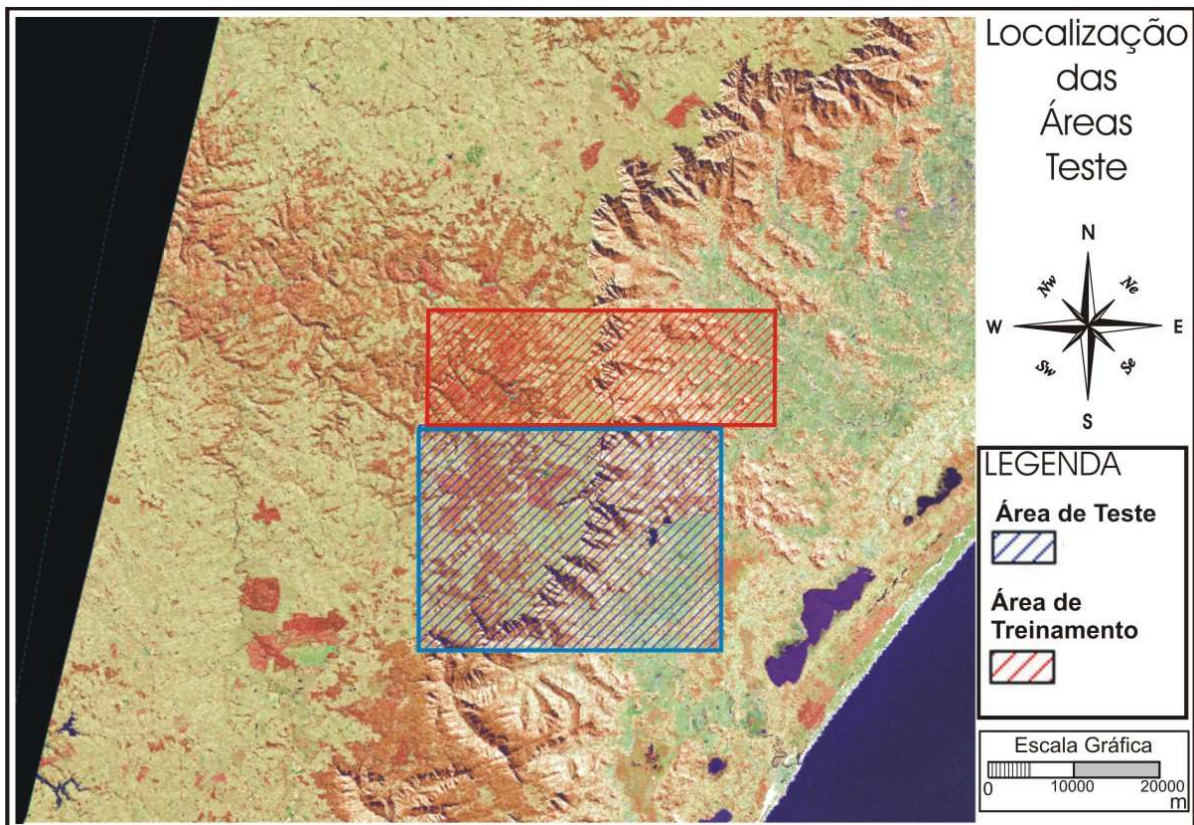 Localização
das
Áreas
Teste
N
Nw
Ne
W
E
Sw
Se
S
LEGENDA
Área de Teste
Área de
Treinamento
Escala Gráfica
0 10000 20000
m